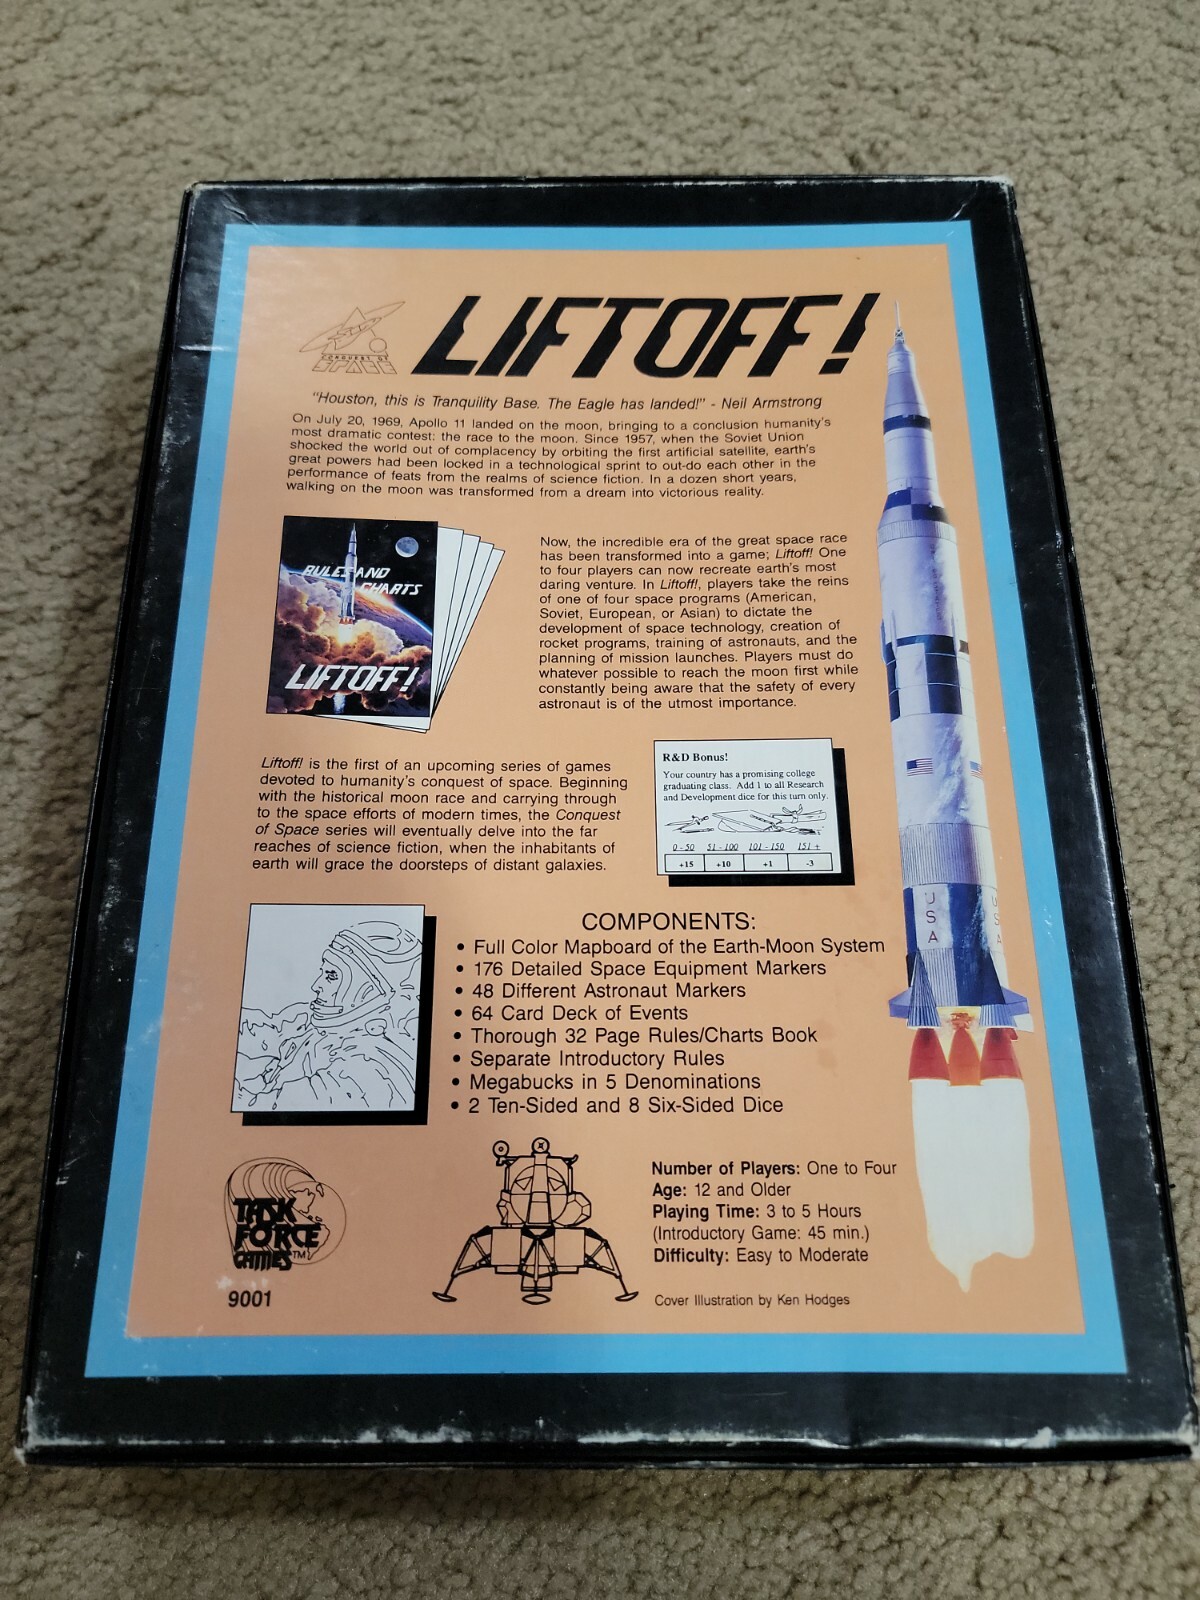 CONQUEST OF
SPACE
LIFTOFF!
"Houston, this is Tranquility Base. The Eagle has landed!" - Neil Armstrong
On July 20, 1969, Apollo 11 landed on the moon, bringing to a conclusion humanity's
most dramatic contest: the race to the moon. Since 1957, when the Soviet Union
shocked the world out of complacency by orbiting the first artificial satellite, earth's
great powers had been locked in a technological sprint to out-do each other in the
performance of feats from the realms of science fiction. In a dozen short years,
walking on the moon was transformed from a dream into victorious reality.
RULES AND
CHARTS
LIFTOFF!
Now, the incredible era of the great space race
has been transformed into a game; Liftoff! One
to four players can now recreate earth's most
daring venture. In Liftoff!, players take the reins
of one of four space programs (American,
Soviet, European, or Asian) to dictate the
development of space technology, creation of
rocket programs, training of astronauts, and the
planning of mission launches. Players must do
whatever possible to reach the moon first while
constantly being aware that the safety of every
astronaut is of the utmost importance.
Liftoff! is the first of an upcoming series of games
devoted to humanity's conquest of space. Beginning
with the historical moon race and carrying through
to the space efforts of modern times, the Conquest
of Space series will eventually delve into the far
reaches of science fiction, when the inhabitants of
earth will grace the doorsteps of distant galaxies.
R&D Bonus!
Your country has a promising college
graduating class. Add 1 to all Research
and Development dice for this turn only.
0 - 50 51 - 100 101 - 150 151 +
+15 +10 +1 -3
USA
USA
COMPONENTS:
• Full Color Mapboard of the Earth-Moon System
• 176 Detailed Space Equipment Markers
• 48 Different Astronaut Markers
• 64 Card Deck of Events
• Thorough 32 Page Rules/Charts Book
• Separate Introductory Rules
• Megabucks in 5 Denominations
• 2 Ten-Sided and 8 Six-Sided Dice
TASK
FORCE
GAMES™
9001
Number of Players: One to Four
Age: 12 and Older
Playing Time: 3 to 5 Hours
(Introductory Game: 45 min.)
Difficulty: Easy to Moderate
Cover Illustration by Ken Hodges